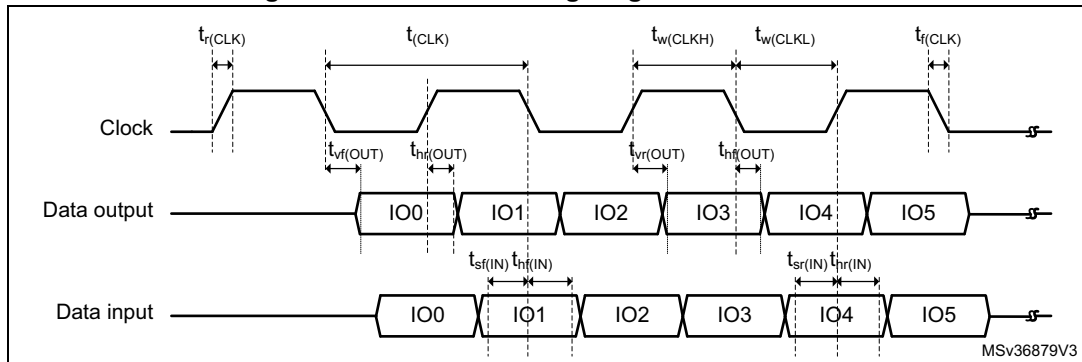 tr(CLK) t(CLK) tw(CLKH) tw(CLKL) tf(CLK)
Clock
tvf(OUT) thr(OUT) tvr(OUT) thf(OUT)
Data output IO0 IO1 IO2 IO3 IO4 IO5
tsf(IN) thf(IN) tsr(IN) thr(IN)
Data input IO0 IO1 IO2 IO3 IO4 IO5
MSv36879V3